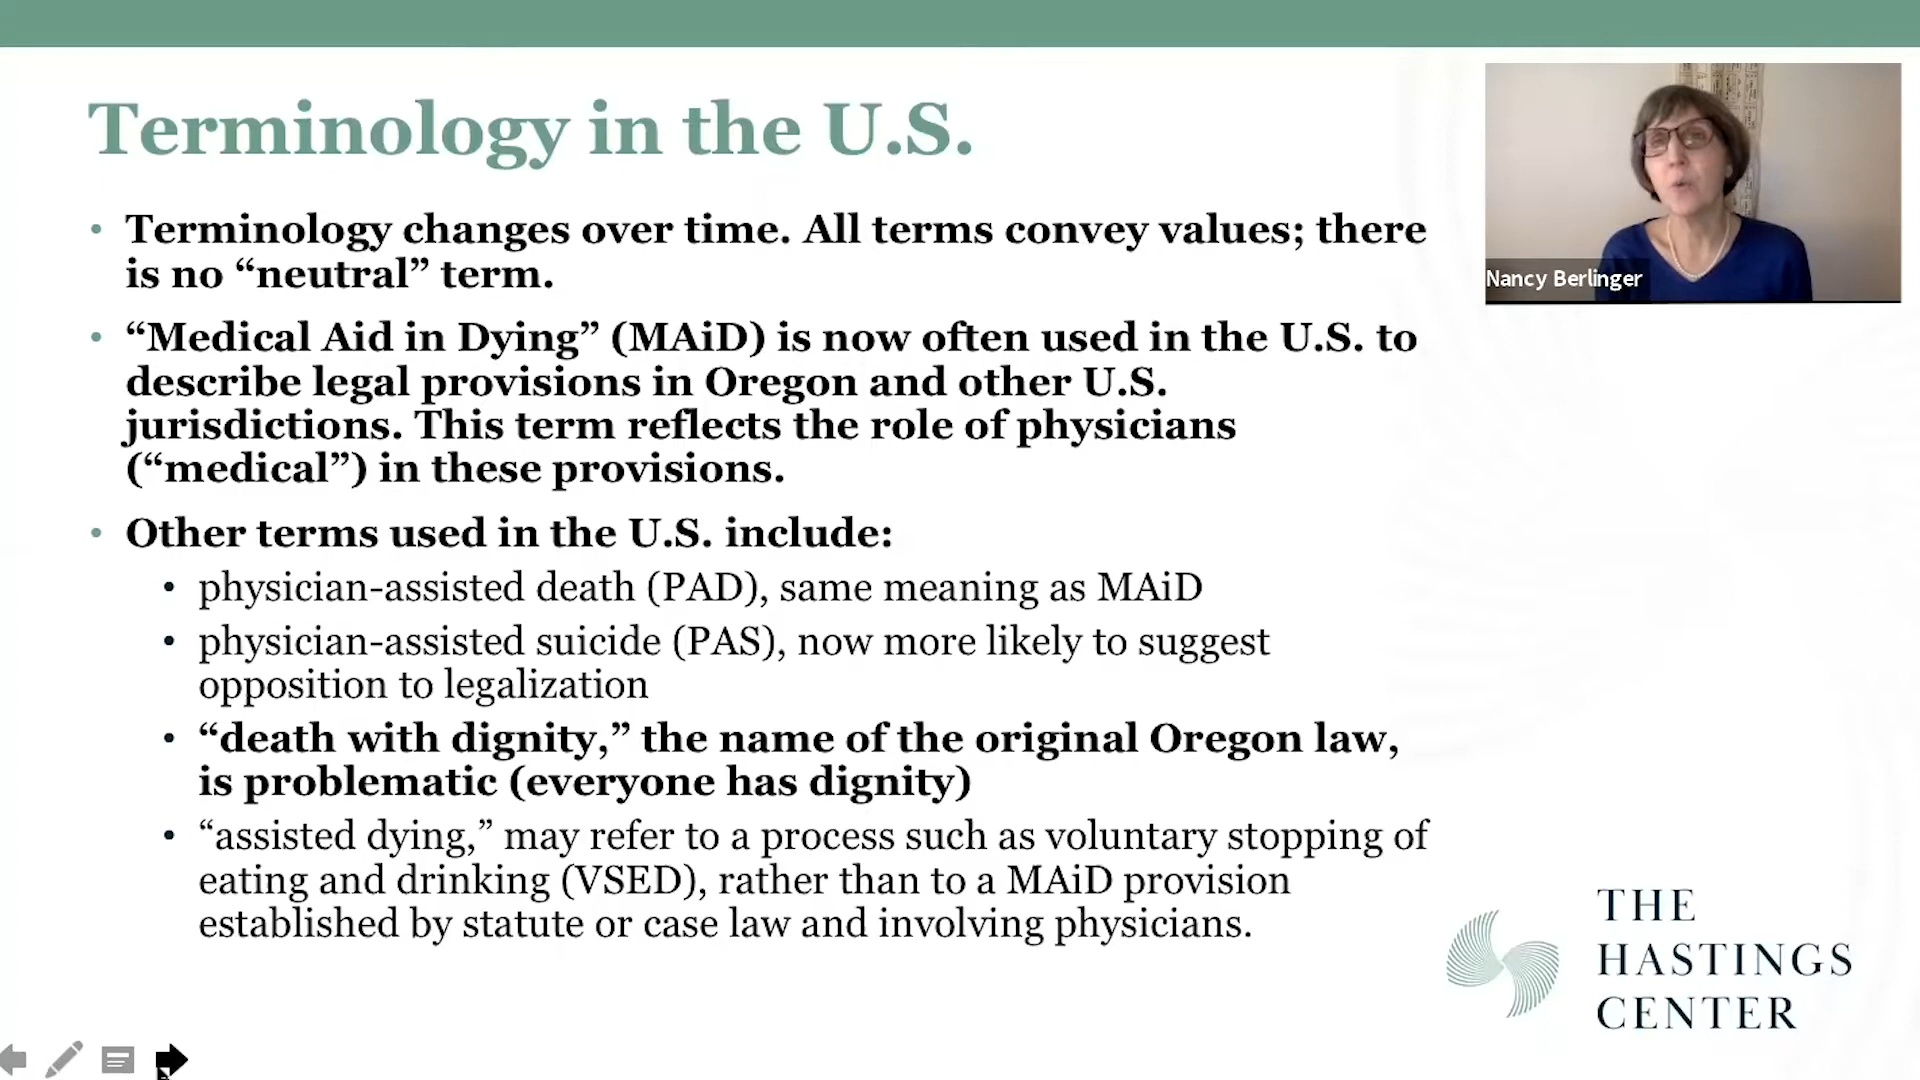 Terminology in the U.S.
• Terminology changes over time. All terms convey values; there
is no “neutral” term.
• “Medical Aid in Dying” (MAiD) is now often used in the U.S. to
describe legal provisions in Oregon and other U.S.
jurisdictions. This term reflects the role of physicians
(“medical”) in these provisions.
• Other terms used in the U.S. include:
• physician-assisted death (PAD), same meaning as MAiD
• physician-assisted suicide (PAS), now more likely to suggest
opposition to legalization
• “death with dignity,” the name of the original Oregon law,
is problematic (everyone has dignity)
• “assisted dying,” may refer to a process such as voluntary stopping of
eating and drinking (VSED), rather than to a MAiD provision
established by statute or case law and involving physicians.
Nancy Berlinger
THE
HASTINGS
CENTER